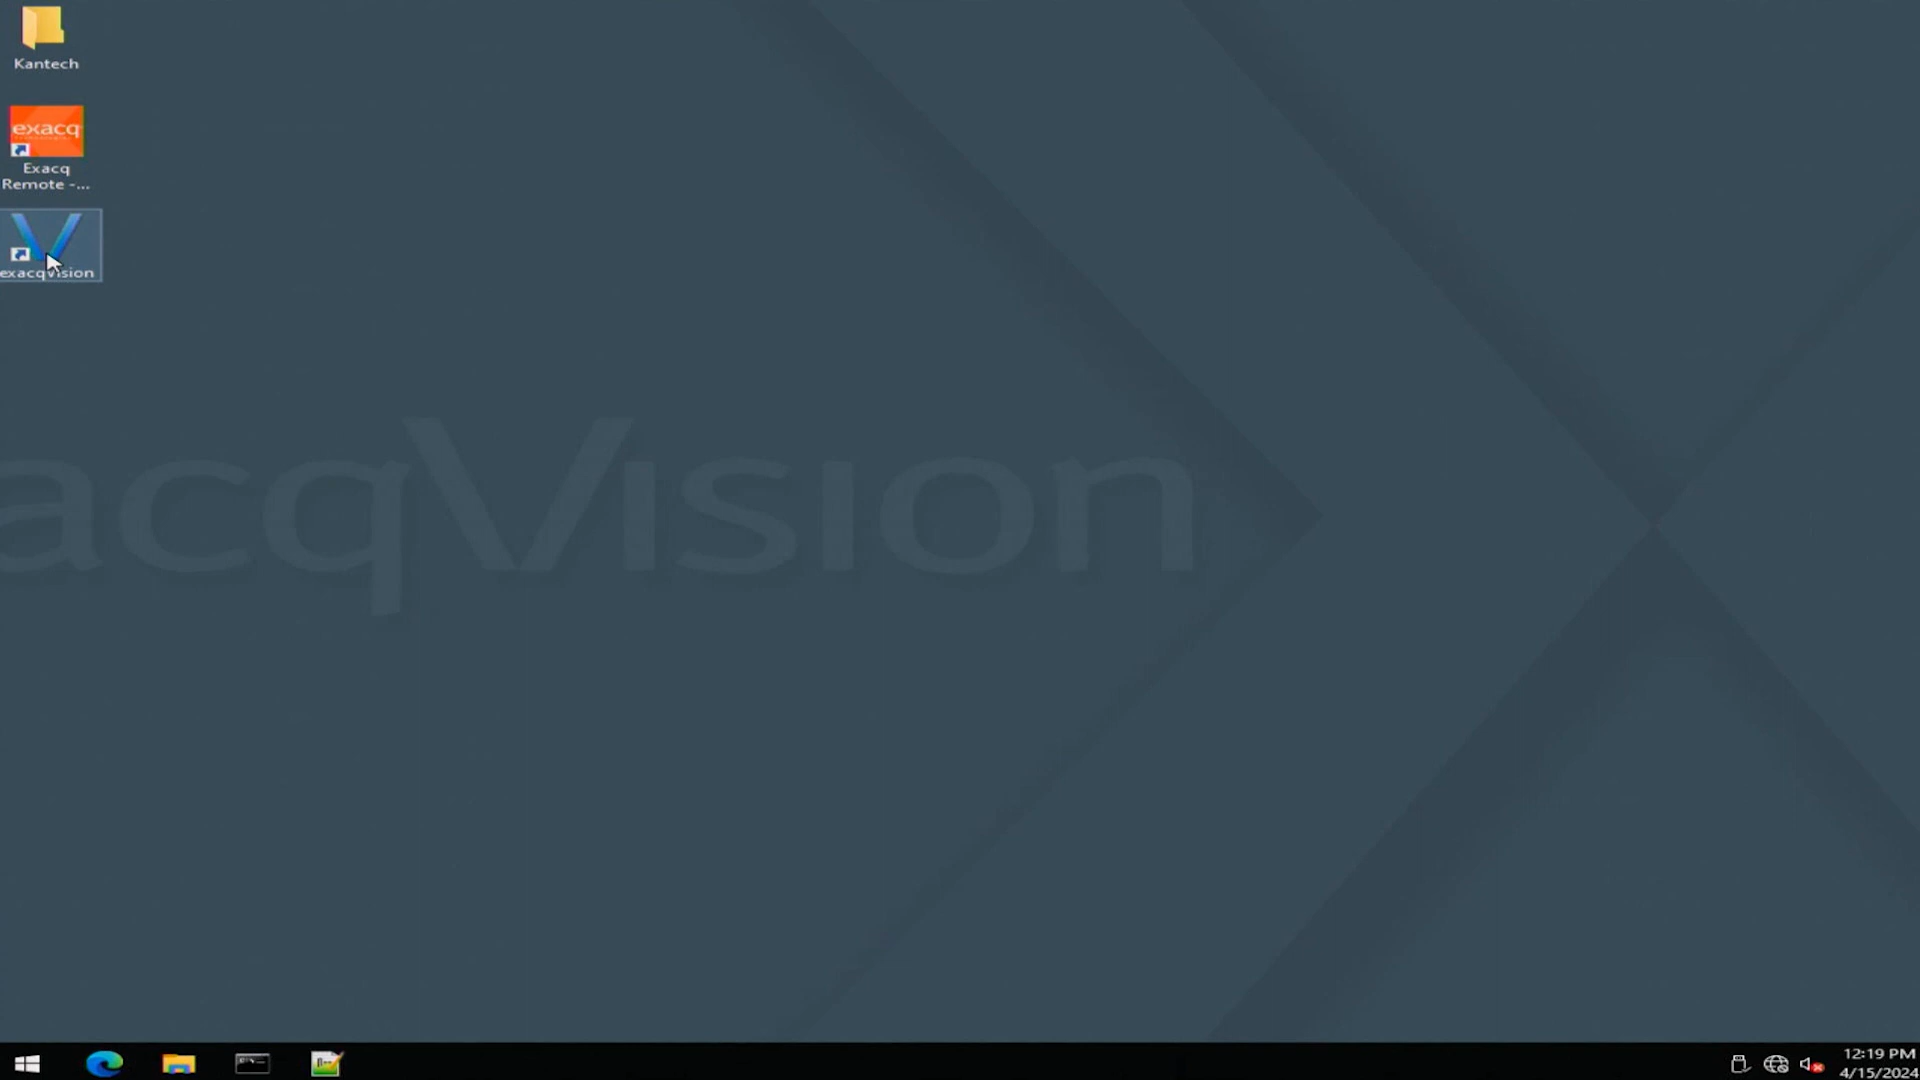 Kantech
exacq
Exacq
Remote -...
exacqVision
acqVision
12:19 PM
4/15/2024